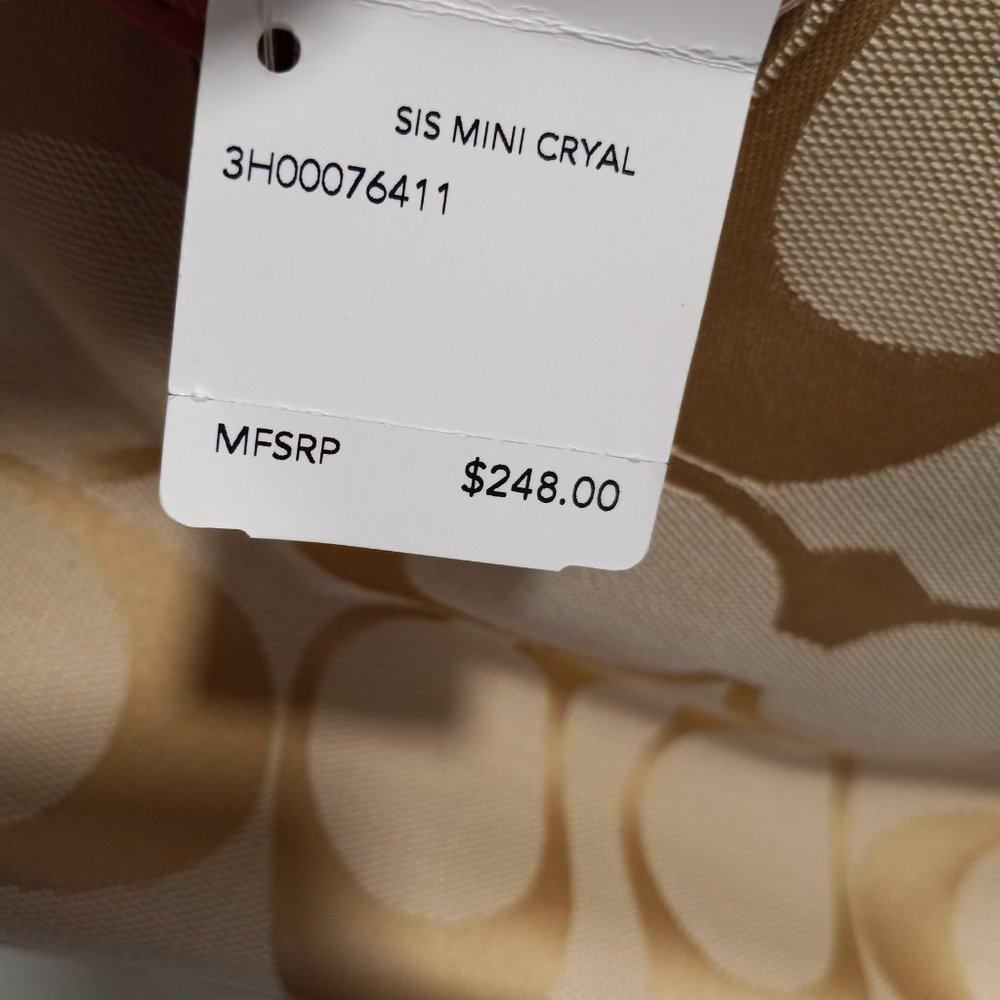 SIS MINI CRYAL
3H00076411
MFSRP
$248.00